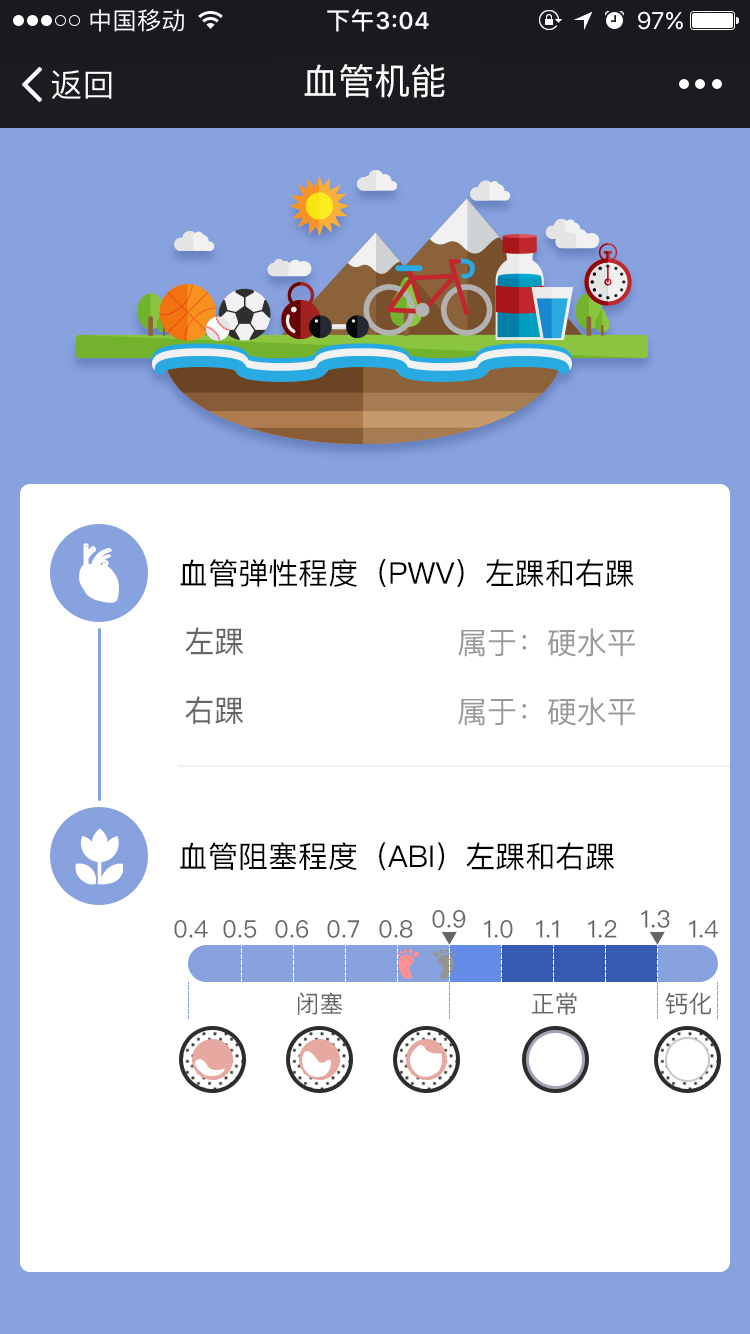 中国移动 下午3:04 97%
返回 血管机能
血管弹性程度（PWV）左踝和右踝
左踝 属于：硬水平
右踝 属于：硬水平
血管阻塞程度（ABI）左踝和右踝
0.4 0.5 0.6 0.7 0.8 0.9 1.0 1.1 1.2 1.3 1.4
闭塞 正常 钙化